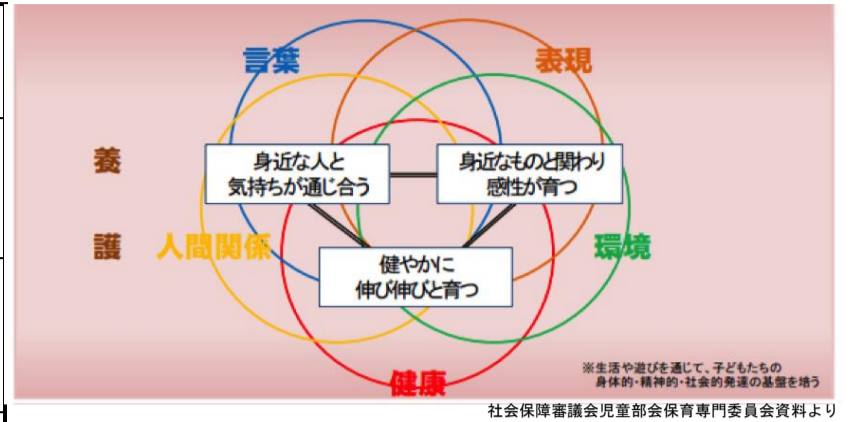 言葉
表現
養
護
身近な人と
気持ちが通じ合う
身近なものと関わり
感性が育つ
人間関係
環境
健やかに
伸び伸びと育つ
健康
※生活や遊びを通じて、子どもたちの
身体的・精神的・社会的発達の基盤を培う
社会保障審議会児童部会保育専門委員会資料より